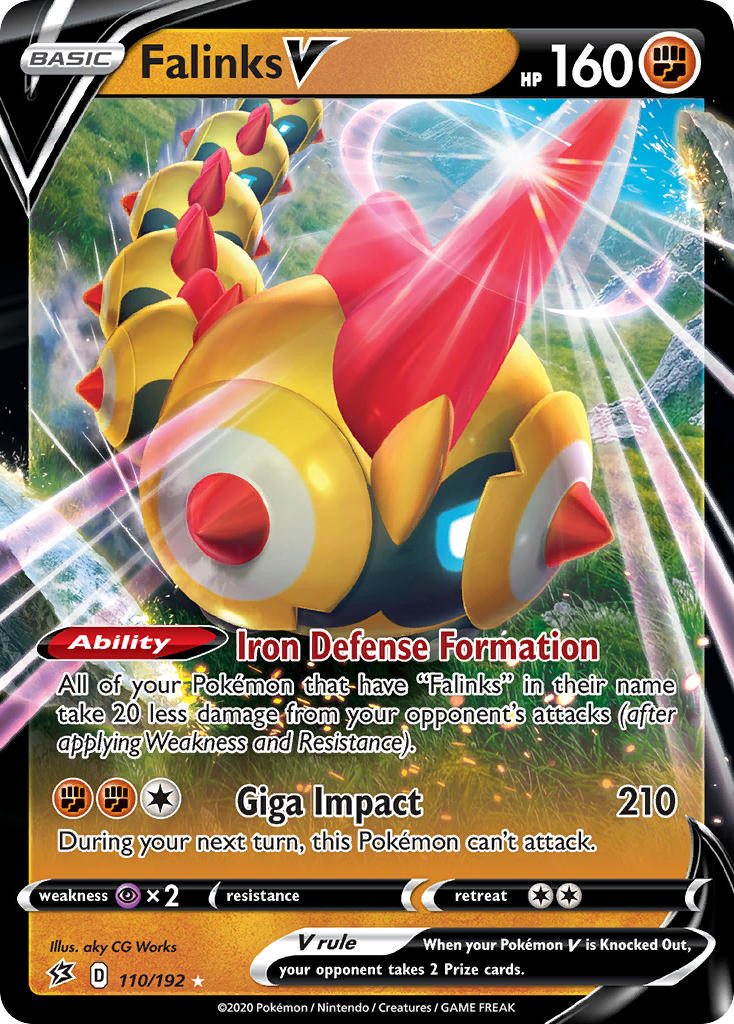 BASIC Falinks V HP 160
Ability Iron Defense Formation
All of your Pokémon that have “Falinks” in their name
take 20 less damage from your opponent’s attacks (after
applying Weakness and Resistance).
Giga Impact 210
During your next turn, this Pokémon can’t attack.
weakness ×2 resistance retreat
Illus. aky CG Works
V rule When your Pokémon V is Knocked Out,
your opponent takes 2 Prize cards.
D 110/192
©2020 Pokémon / Nintendo / Creatures / GAME FREAK